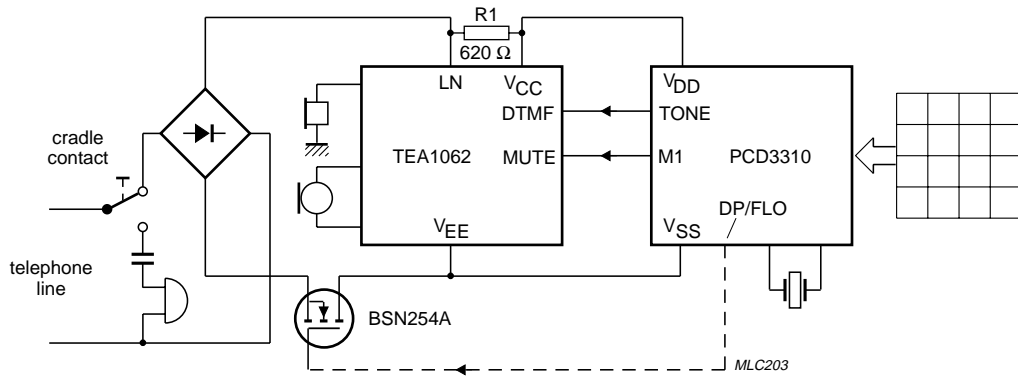 R1
620 Ω
LN
VCC
VDD
DTMF
TONE
cradle
contact
TEA1062
MUTE
M1
PCD3310
DP/FLO
VEE
VSS
telephone
line
BSN254A
MLC203